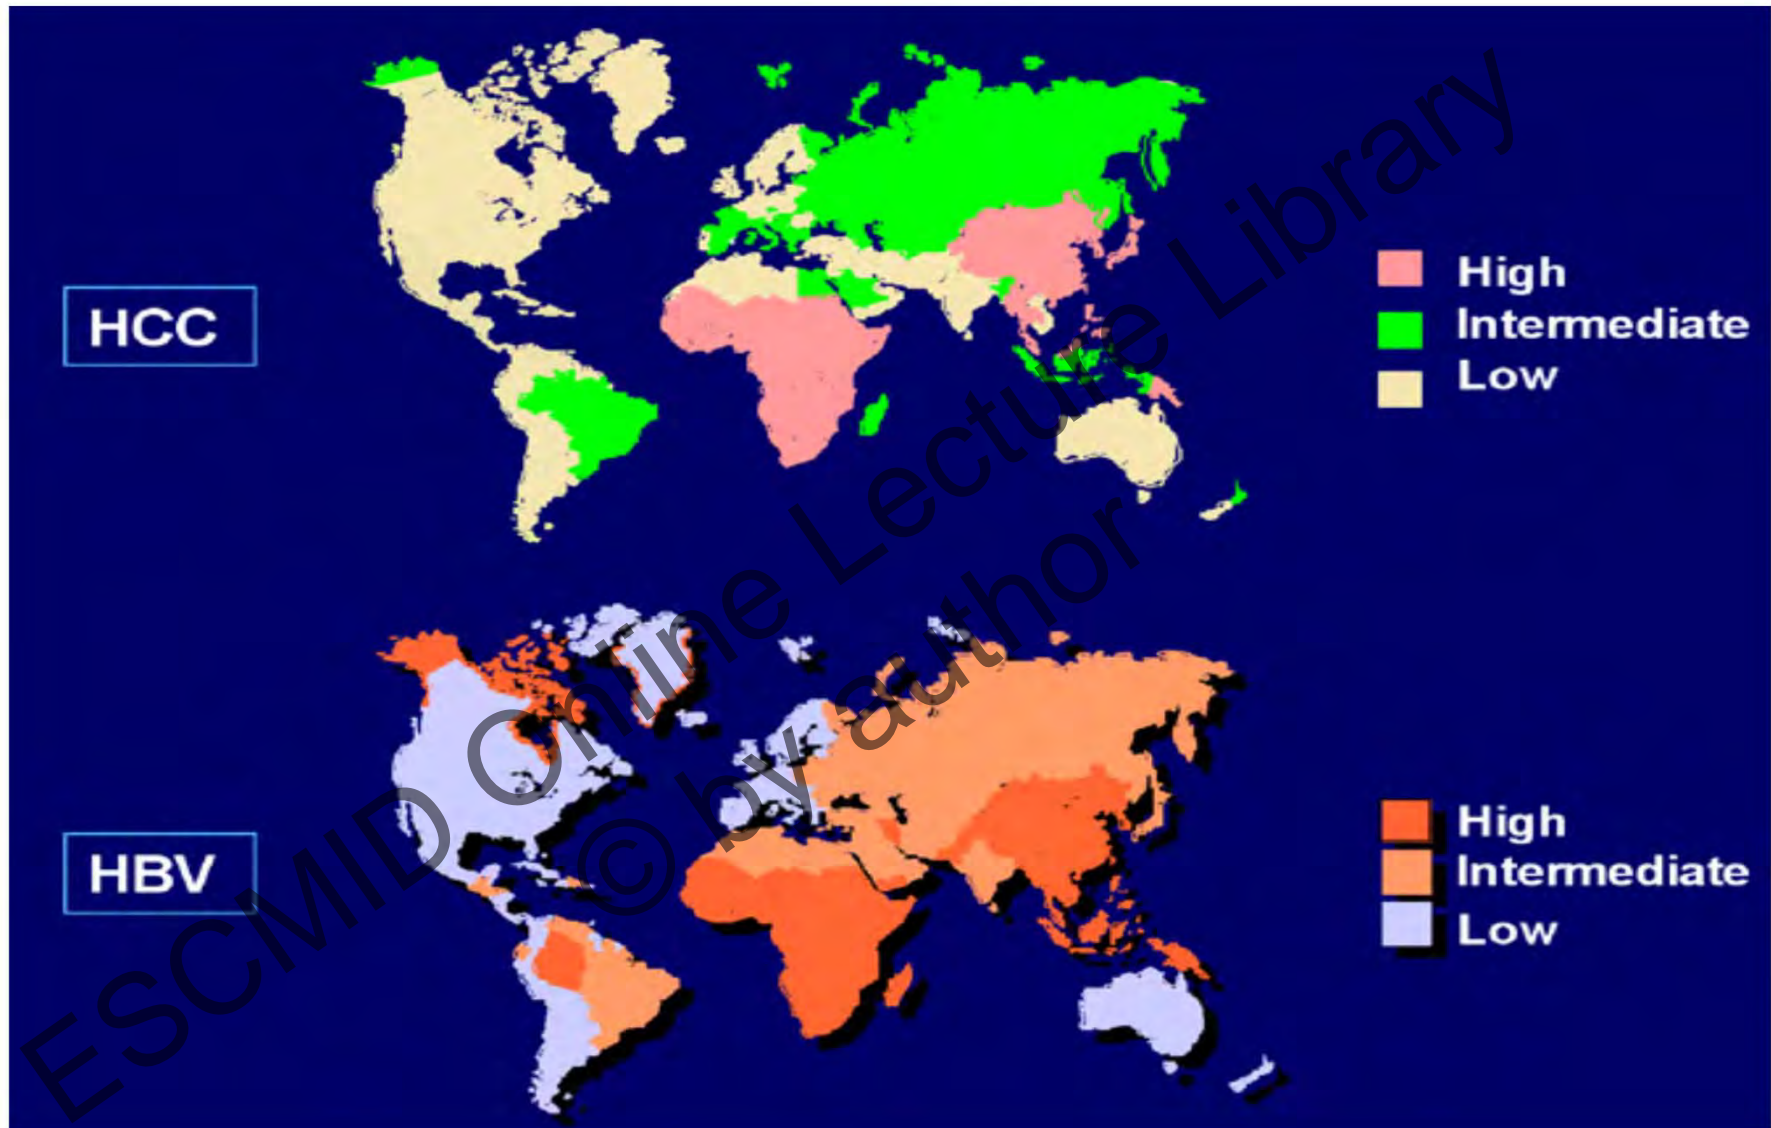 HCC
High
Intermediate
Low
HBV
High
Intermediate
Low
ESCMID Online Lecture Library
© by author